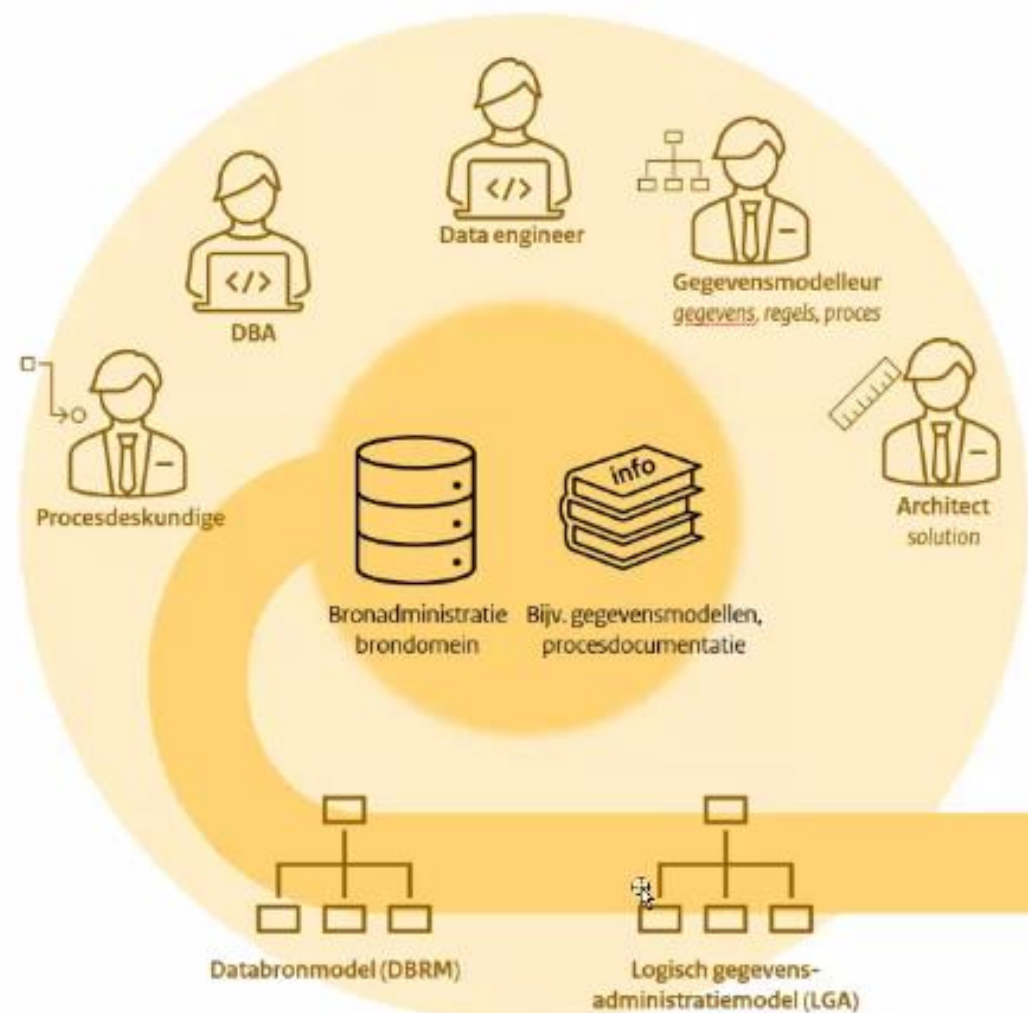 </>
Data engineer
</>
DBA
Gegevensmodelleur
gegevens, regels, proces
Procesdeskundige
Architect
solution
info
Bronadministratie
brondomein
Bijv. gegevensmodellen,
procesdocumentatie
Databronmodel (DBRM)
Logisch gegevens-
administratiemodel (LGA)